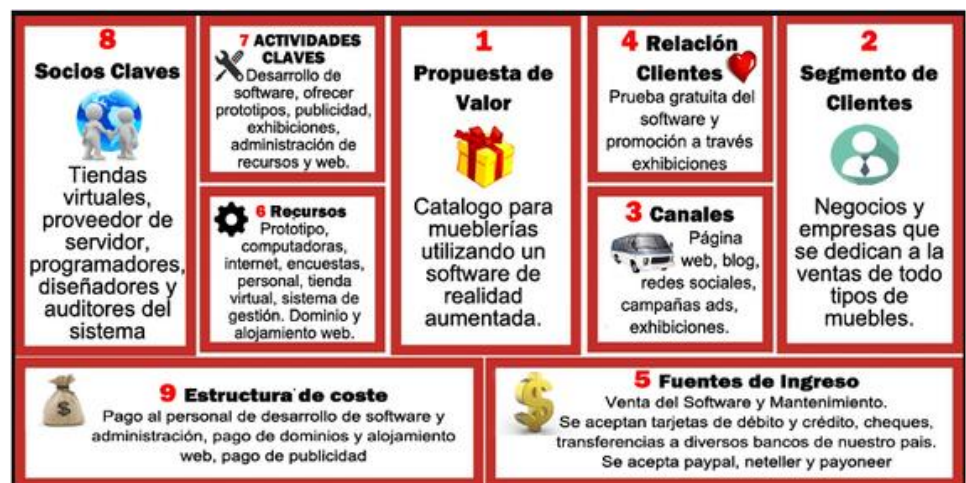 8
Socios Claves
Tiendas
virtuales,
proveedor de
servidor,
programadores,
diseñadores y
auditores del
sistema
7 ACTIVIDADES
CLAVES
Desarrollo de
software, ofrecer
prototipos, publicidad,
exhibiciones,
administración de
recursos y web.
6 Recursos
Prototipo,
computadoras,
internet, encuestas,
personal, tienda
virtual, sistema de
gestión. Dominio y
alojamiento web.
1
Propuesta de
Valor
Catalogo para
mueblerías
utilizando un
software de
realidad
aumentada.
4 Relación
Clientes
Prueba gratuita del
software y
promoción a través
exhibiciones
3 Canales
Página
web, blog,
redes sociales,
campañas ads,
exhibiciones.
2
Segmento de
Clientes
Negocios y
empresas que
se dedican a la
ventas de todo
tipos de
muebles.
9 Estructura de coste
Pago al personal de desarrollo de software y
administración, pago de dominios y alojamiento
web, pago de publicidad
5 Fuentes de Ingreso
Venta del Software y Mantenimiento.
Se aceptan tarjetas de débito y crédito, cheques,
transferencias a diversos bancos de nuestro pais.
Se acepta paypal, neteller y payoneer